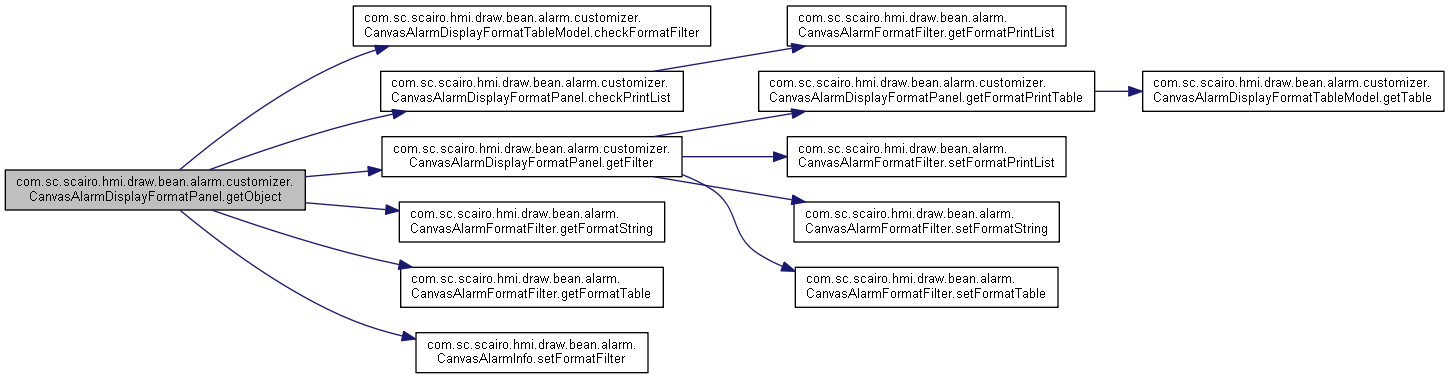 com.sc.scairo.hmi.draw.bean.alarm.customizer.
CanvasAlarmDisplayFormatPanel.getObject
com.sc.scairo.hmi.draw.bean.alarm.customizer.
CanvasAlarmDisplayFormatTableModel.checkFormatFilter
com.sc.scairo.hmi.draw.bean.alarm.customizer.
CanvasAlarmDisplayFormatPanel.checkPrintList
com.sc.scairo.hmi.draw.bean.alarm.customizer.
CanvasAlarmDisplayFormatPanel.getFilter
com.sc.scairo.hmi.draw.bean.alarm.
CanvasAlarmFormatFilter.getFormatString
com.sc.scairo.hmi.draw.bean.alarm.
CanvasAlarmFormatFilter.getFormatTable
com.sc.scairo.hmi.draw.bean.alarm.
CanvasAlarmInfo.setFormatFilter
com.sc.scairo.hmi.draw.bean.alarm.
CanvasAlarmFormatFilter.getFormatPrintList
com.sc.scairo.hmi.draw.bean.alarm.customizer.
CanvasAlarmDisplayFormatPanel.getFormatPrintTable
com.sc.scairo.hmi.draw.bean.alarm.
CanvasAlarmFormatFilter.setFormatPrintList
com.sc.scairo.hmi.draw.bean.alarm.
CanvasAlarmFormatFilter.setFormatString
com.sc.scairo.hmi.draw.bean.alarm.
CanvasAlarmFormatFilter.setFormatTable
com.sc.scairo.hmi.draw.bean.alarm.customizer.
CanvasAlarmDisplayFormatTableModel.getTable